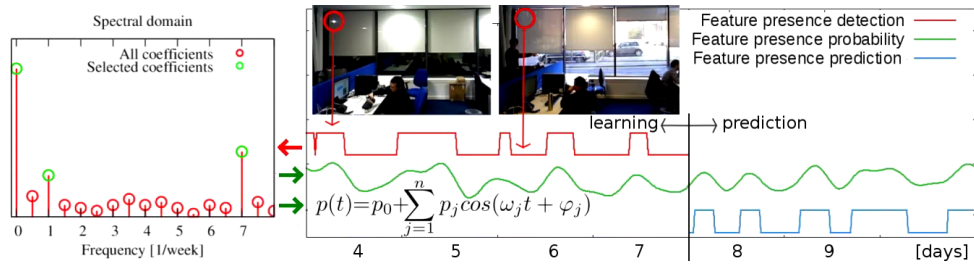 Spectral domain
All coefficients
Selected coefficients
0 1 2 3 4 5 6 7
Frequency [1/week]
Feature presence detection
Feature presence probability
Feature presence prediction
learning prediction
p(t)=p₀+∑ⁿⱼ₌₁ pⱼcos(ωⱼt + φⱼ)
4 5 6 7 8 9 [days]